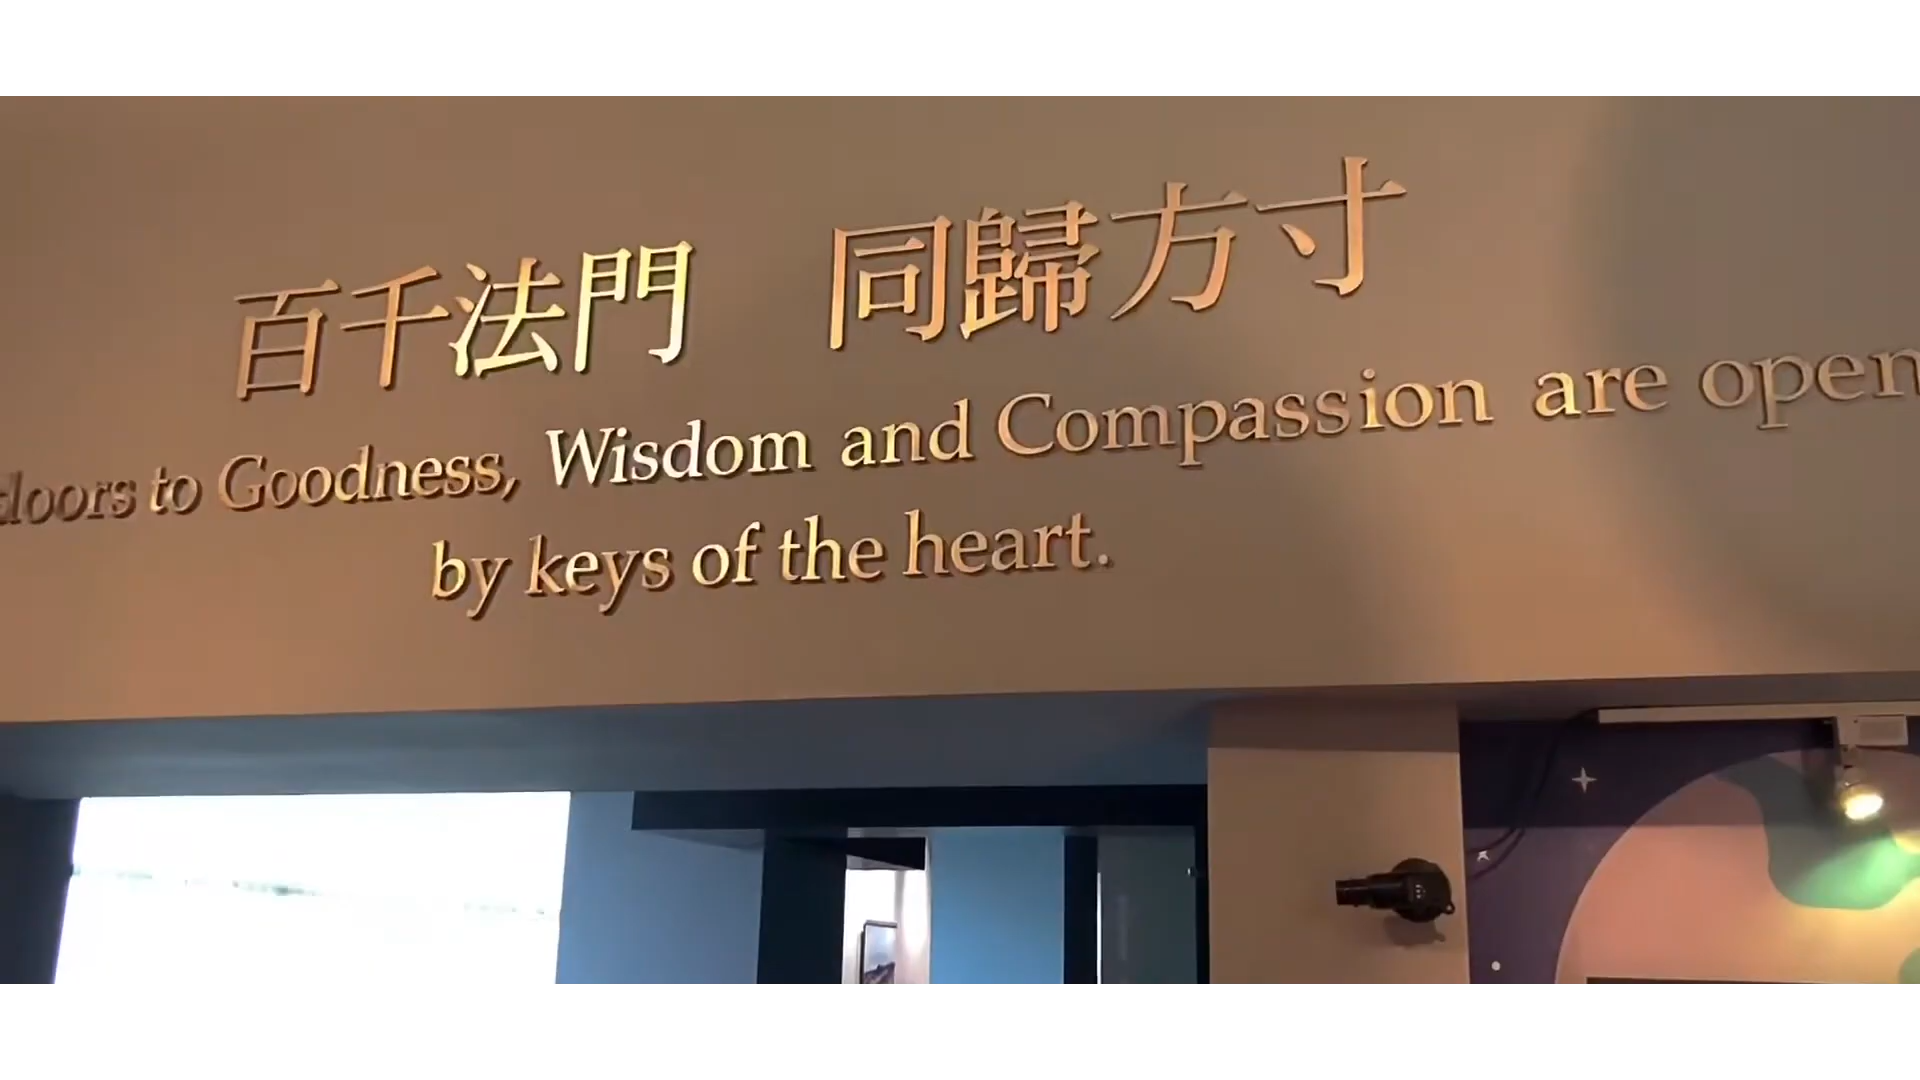 百千法門 同歸方寸
doors to Goodness, Wisdom and Compassion are open
by keys of the heart.